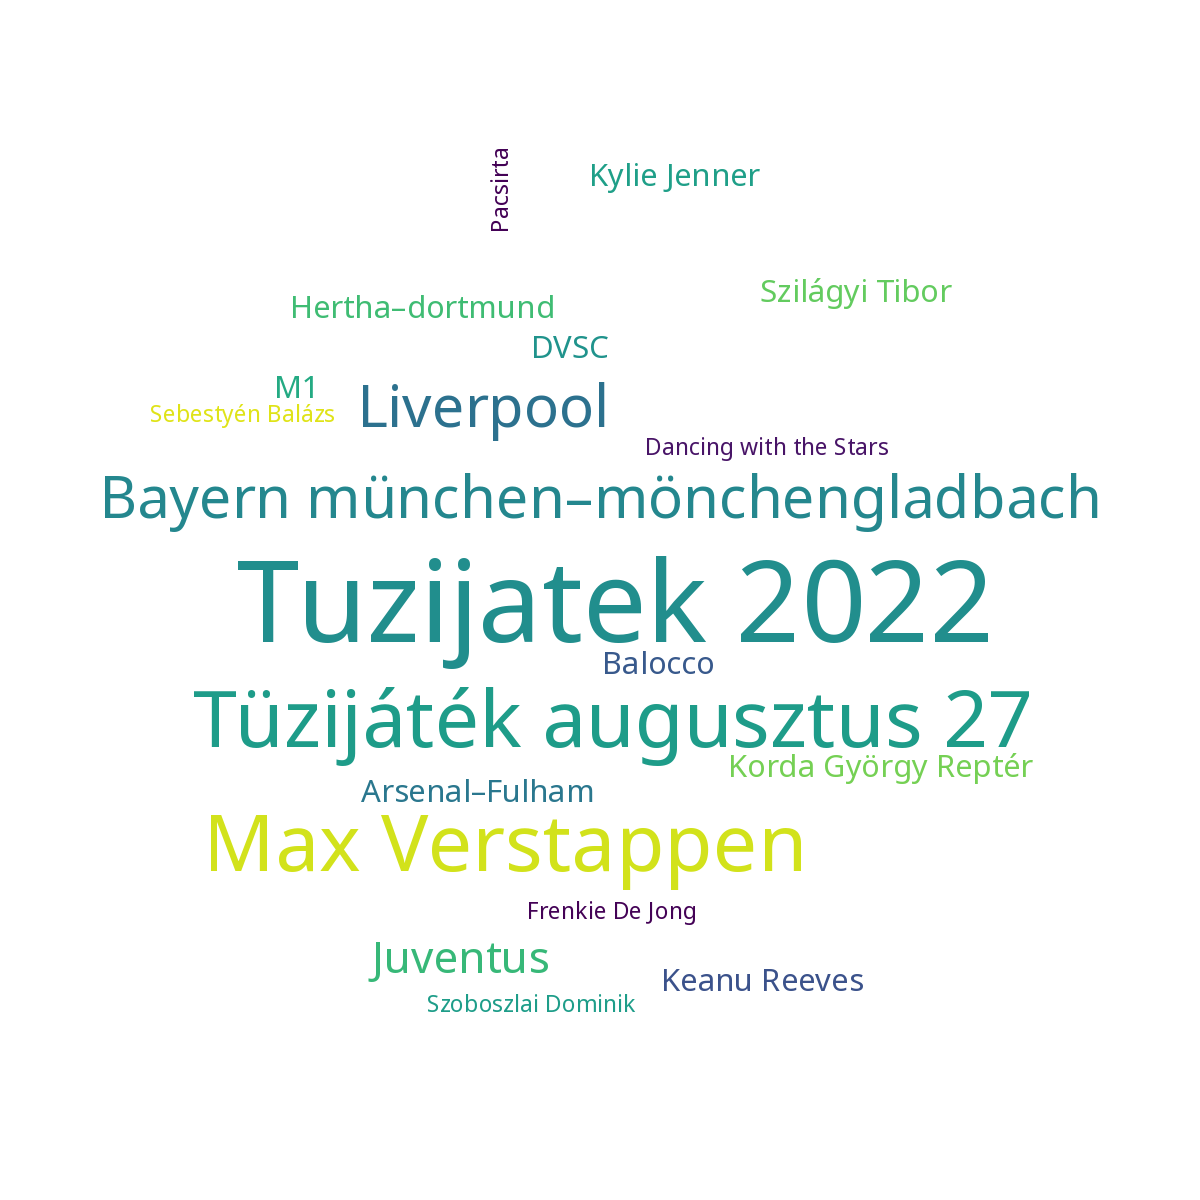 Pacsirta
Kylie Jenner
Szilágyi Tibor
Hertha–dortmund
DVSC
M1
Liverpool
Sebestyén Balázs
Dancing with the Stars
Bayern münchen–mönchengladbach
Tuzijatek 2022
Balocco
Tüzijáték augusztus 27
Korda György Reptér
Arsenal–Fulham
Max Verstappen
Frenkie De Jong
Juventus
Keanu Reeves
Szoboszlai Dominik